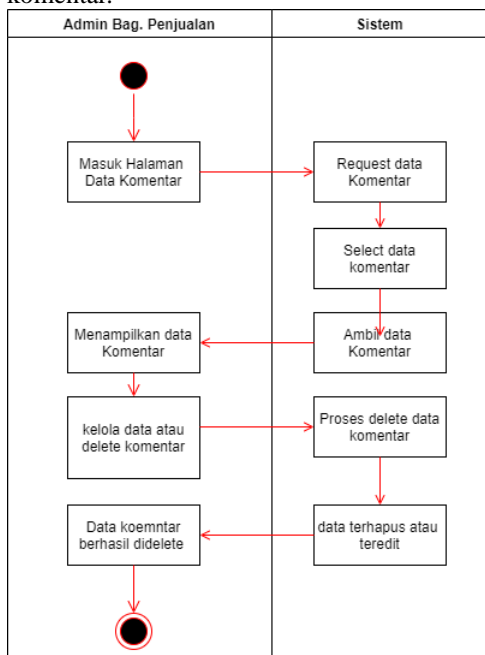 komentar.
Admin Bag. Penjualan
Sistem
Masuk Halaman
Data Komentar
Request data
Komentar
Select data
komentar
Menampilkan data
Komentar
Ambil data
Komentar
kelola data atau
delete komentar
Proses delete data
komentar
Data koemntar
berhasil didelete
data terhapus atau
teredit